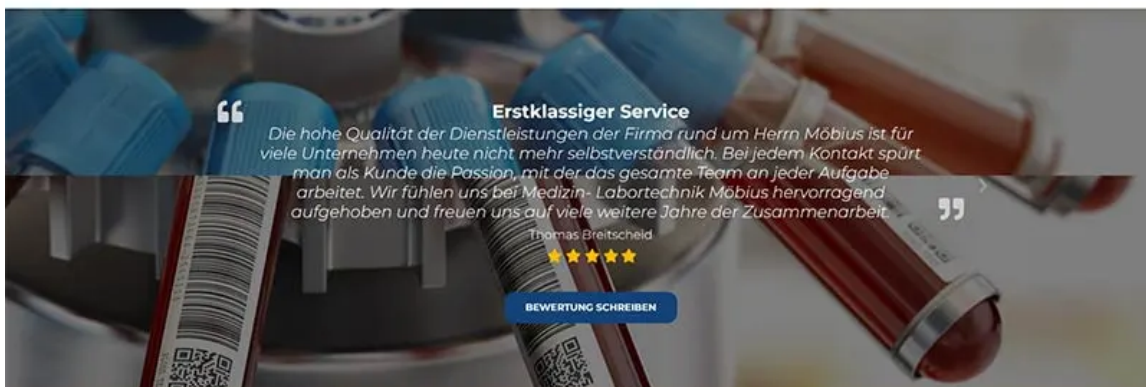 Erstklassiger Service
Die hohe Qualität der Dienstleistungen der Firma rund um Herrn Möbius ist für
viele Unternehmen heute nicht mehr selbstverständlich. Bei jedem Kontakt spürt
man als Kunde die Passion, mit der das gesamte Team an jeder Aufgabe
arbeitet. Wir fühlen uns bei Medizin- Labortechnik Möbius hervorragend
aufgehoben und freuen uns auf viele weitere Jahre der Zusammenarbeit.
Thomas Breitscheid
BEWERTUNG SCHREIBEN